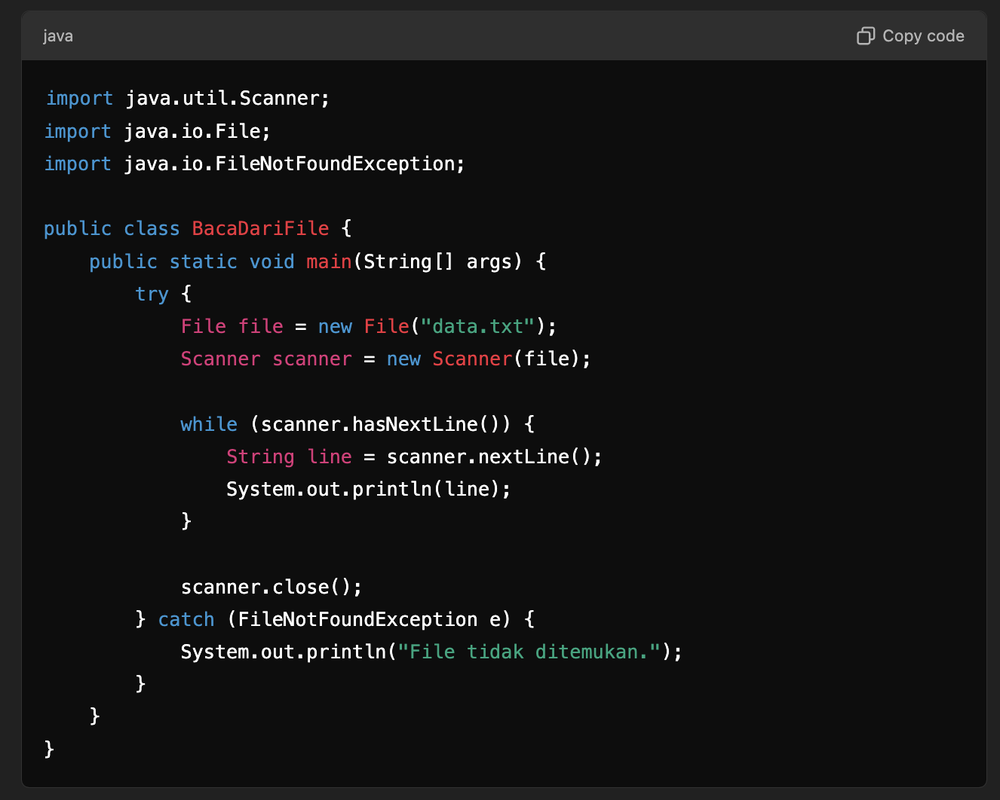 java
Copy code
import java.util.Scanner;
import java.io.File;
import java.io.FileNotFoundException;
public class BacaDariFile {
    public static void main(String[] args) {
        try {
            File file = new File("data.txt");
            Scanner scanner = new Scanner(file);
            while (scanner.hasNextLine()) {
                String line = scanner.nextLine();
                System.out.println(line);
            }
            scanner.close();
        } catch (FileNotFoundException e) {
            System.out.println("File tidak ditemukan.");
        }
    }
}